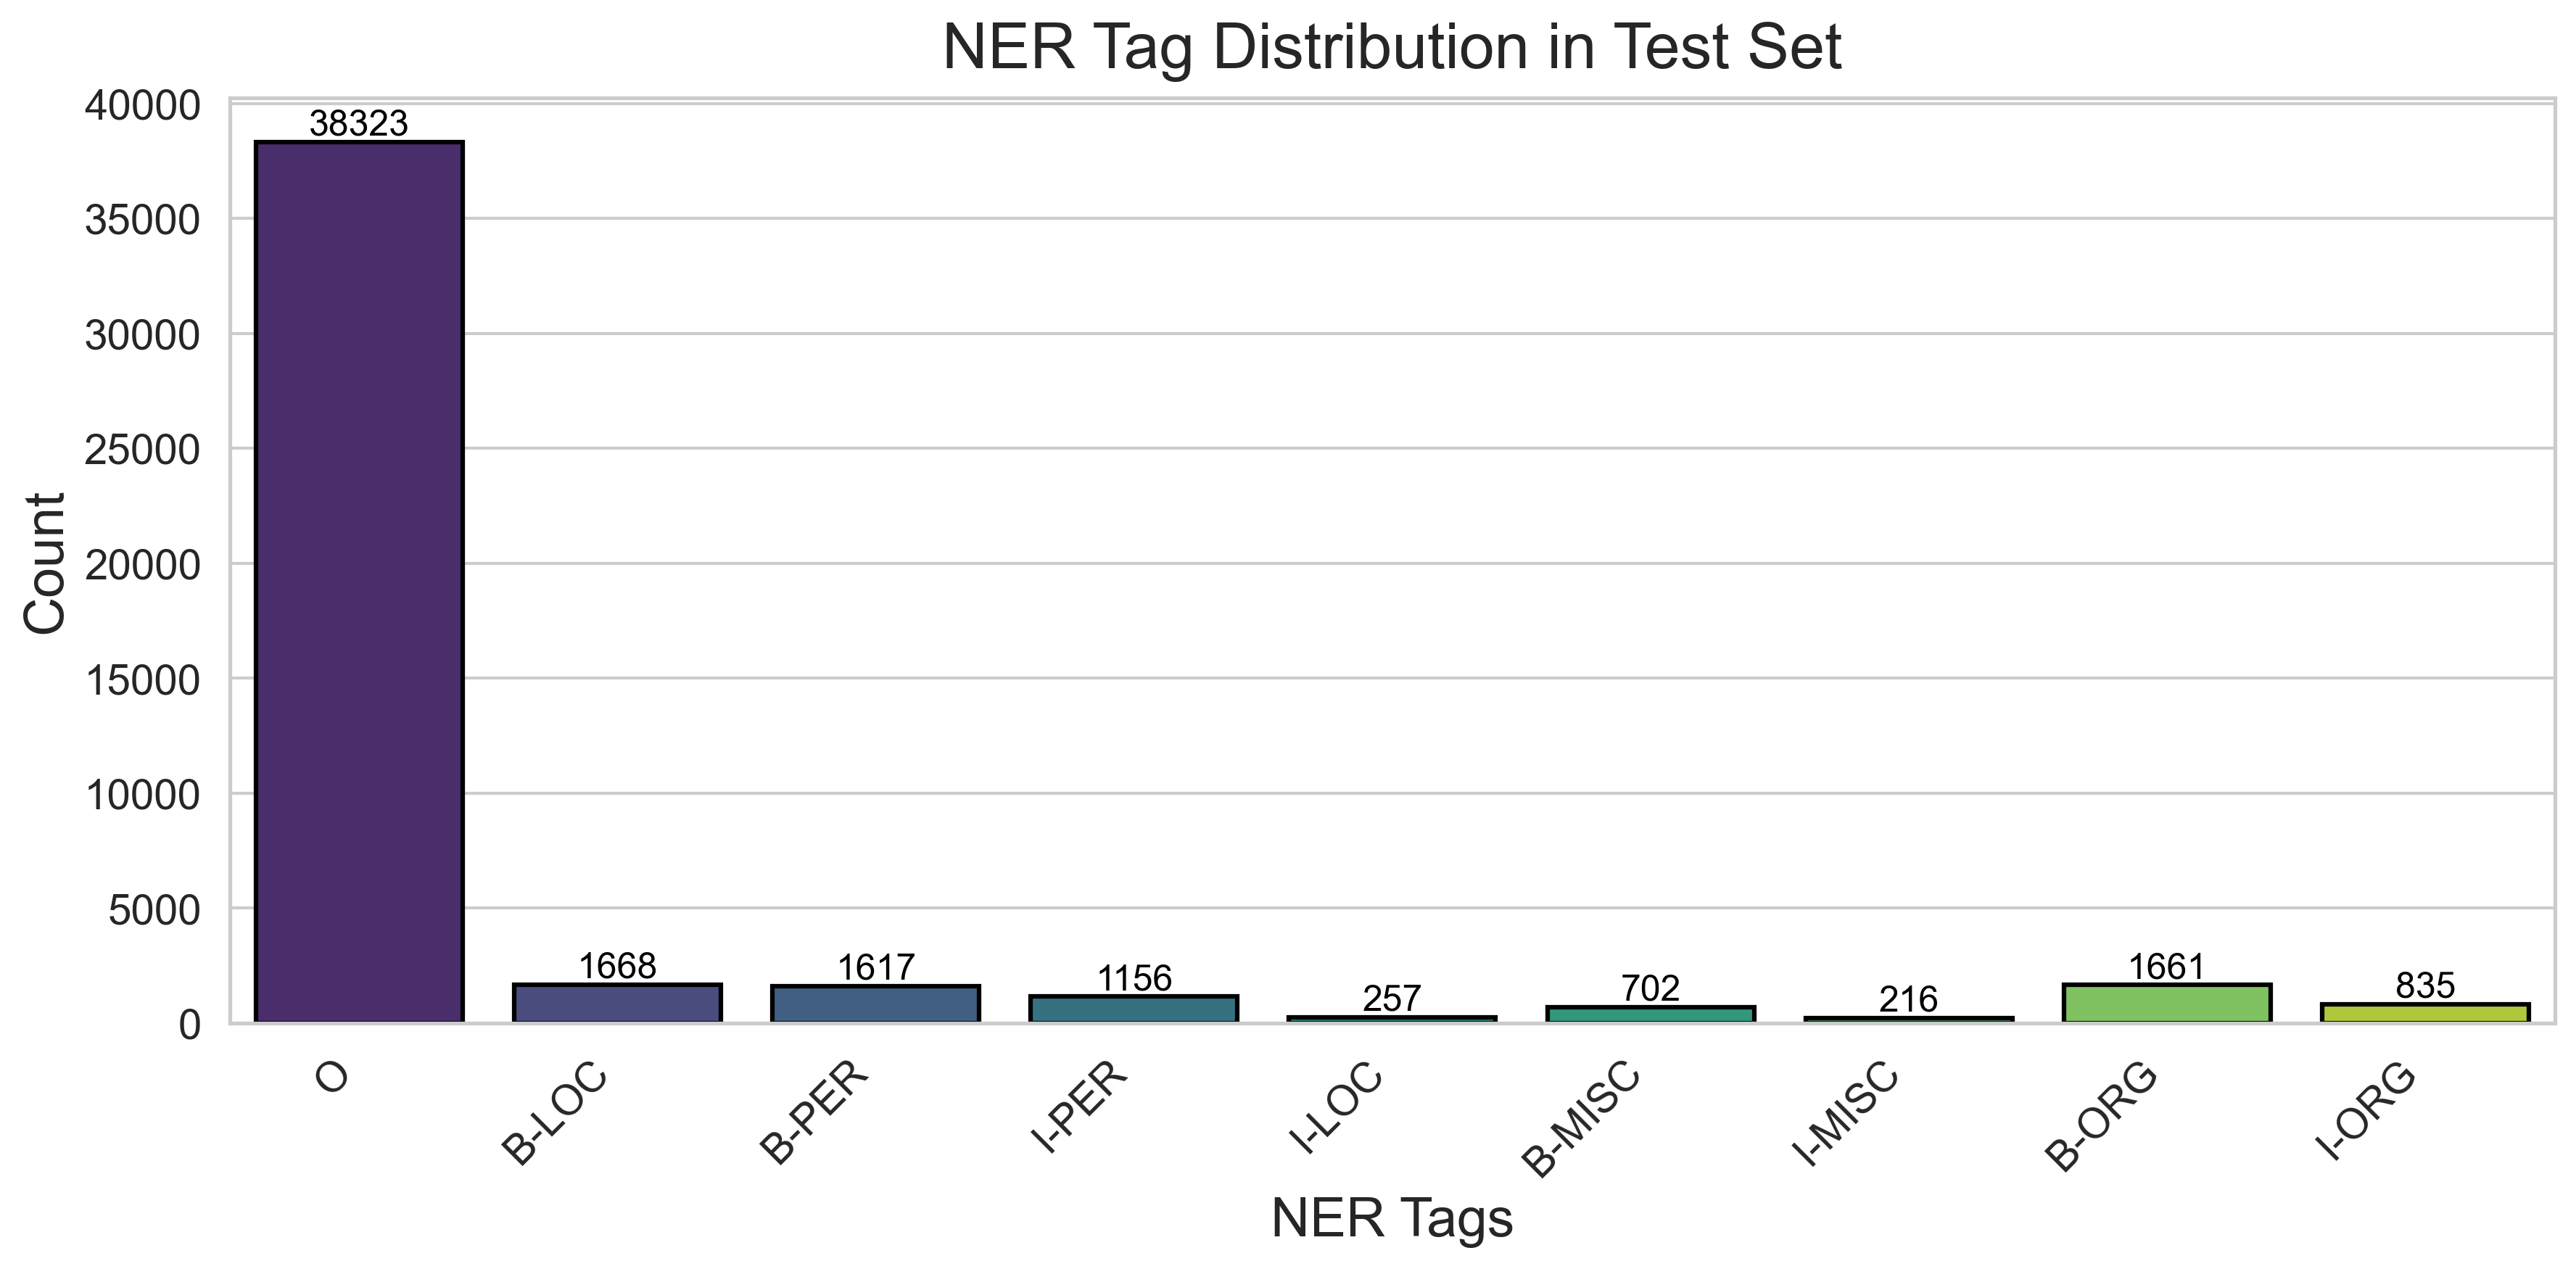 NER Tag Distribution in Test Set
Count
40000
35000
30000
25000
20000
15000
10000
5000
0
38323
1668
1617
1156
257
702
216
1661
835
O
B-LOC
B-PER
I-PER
I-LOC
B-MISC
I-MISC
B-ORG
I-ORG
NER Tags